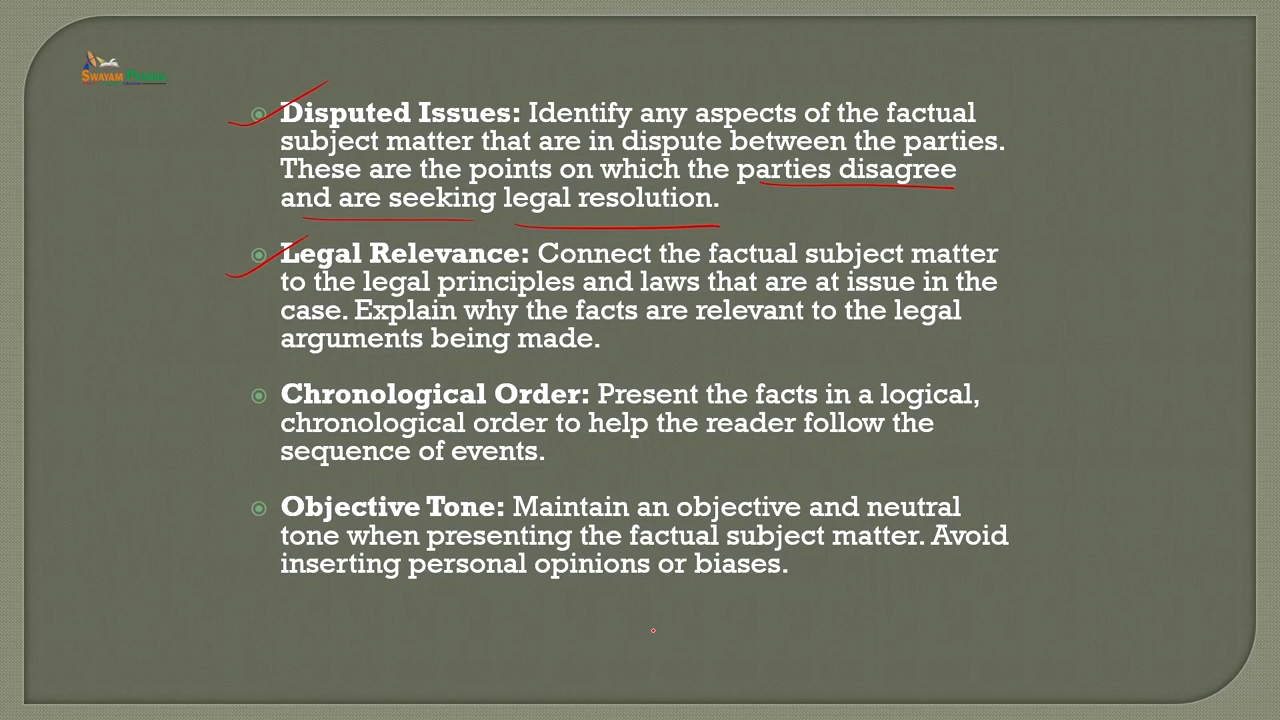 SWAYAM PRABHA
Disputed Issues: Identify any aspects of the factual
subject matter that are in dispute between the parties.
These are the points on which the parties disagree
and are seeking legal resolution.
Legal Relevance: Connect the factual subject matter
to the legal principles and laws that are at issue in the
case. Explain why the facts are relevant to the legal
arguments being made.
Chronological Order: Present the facts in a logical,
chronological order to help the reader follow the
sequence of events.
Objective Tone: Maintain an objective and neutral
tone when presenting the factual subject matter. Avoid
inserting personal opinions or biases.